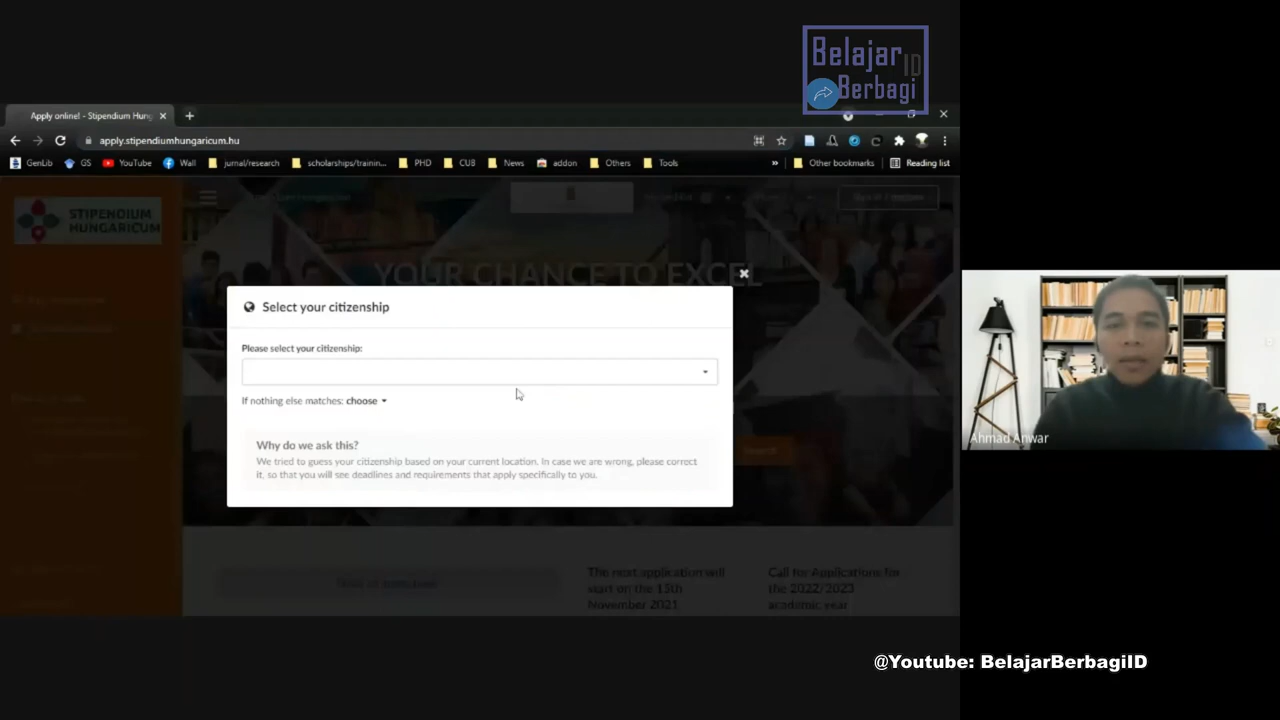 Belajar ID
Berbagi
Apply online! - Stipendium Hung
apply.stipendiumhungaricum.hu
GenLib GS YouTube Wall jurnal/research scholarships/trainin... PHD CUB News addon Others Tools » Other bookmarks Reading list
STIPENDIUM
HUNGARICUM
YOUR CHANCE TO EXCEL
Select your citizenship
Please select your citizenship:
If nothing else matches: choose
Why do we ask this?
We tried to guess your citizenship based on your current location. In case we are wrong, please correct
it, so that you will see deadlines and requirements that apply specifically to you.
The next application will
start on the 15th
November 2021
Call for Applications for
the 2022/2023
academic year
Ahmad Anwar
@Youtube: BelajarBerbagiID